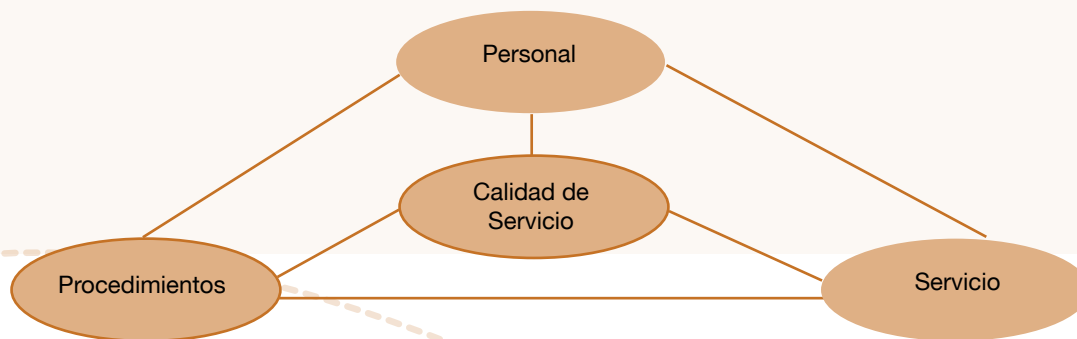 Personal
Calidad de
Servicio
Procedimientos
Servicio